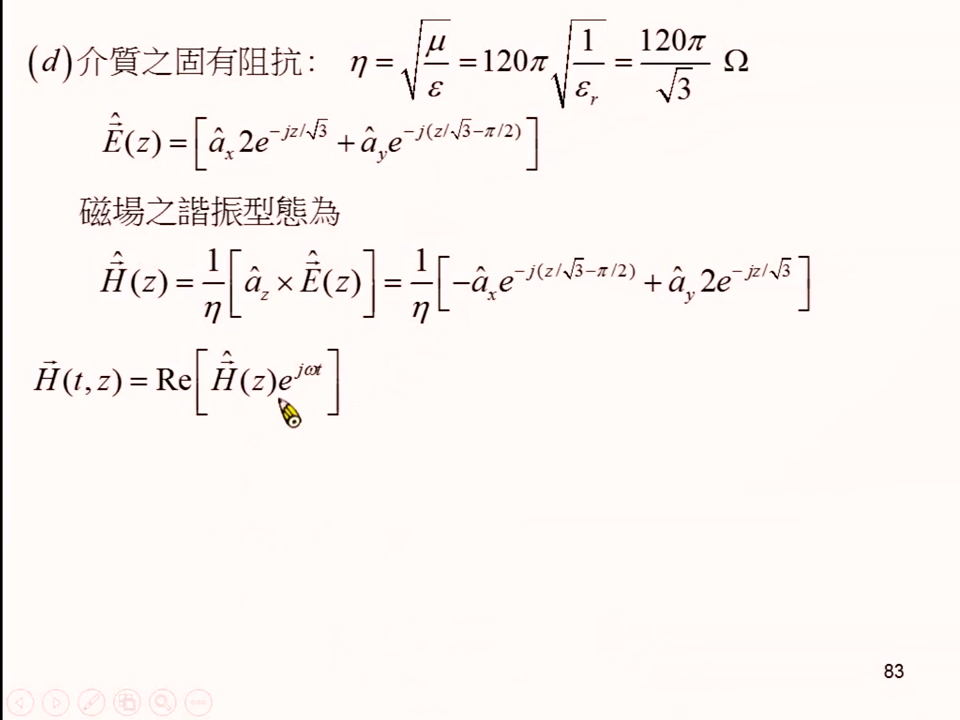 (d) 介質之固有阻抗: η = √(μ/ε) = 120π √(1/ε_r) = 120π/√3 Ω
Ê⃗(z) = [â_x 2e^{−jz/√3} + â_y e^{−j(z/√3−π/2)}]
磁場之諧振型態為
Ĥ⃗(z) = 1/η [â_z × Ê⃗(z)] = 1/η [−â_x e^{−j(z/√3−π/2)} + â_y 2e^{−jz/√3}]
H⃗(t, z) = Re[Ĥ⃗(z)e^{jωt}]
83